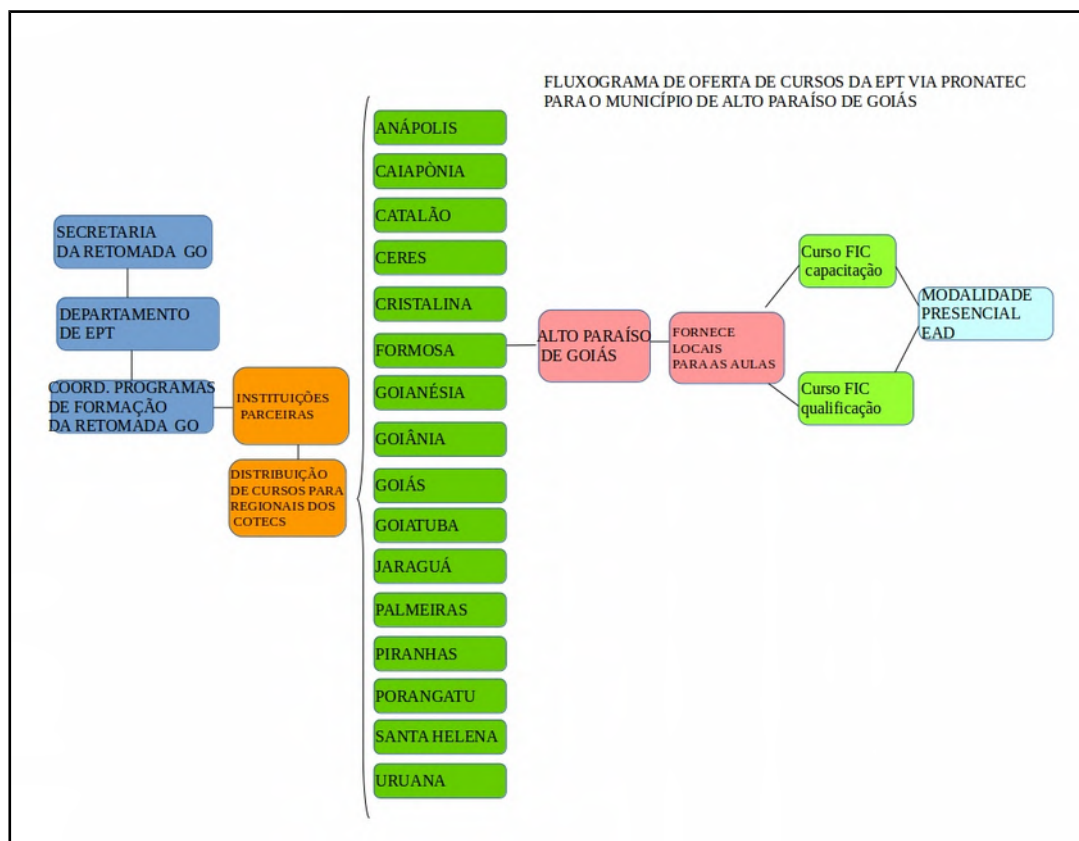 FLUXOGRAMA DE OFERTA DE CURSOS DA EPT VIA PRONATEC
PARA O MUNICÍPIO DE ALTO PARAÍSO DE GOIÁS
SECRETARIA
DA RETOMADA GO
DEPARTAMENTO
DE EPT
COORD. PROGRAMAS
DE FORMAÇÃO
DA RETOMADA GO
INSTITUIÇÕES
PARCEIRAS
DISTRIBUIÇÃO
DE CURSOS PARA
REGIONAIS DOS
COTECS
ANÁPOLIS
CAIAPÒNIA
CATALÃO
CERES
CRISTALINA
FORMOSA
GOIANÉSIA
GOIÂNIA
GOIÁS
GOIATUBA
JARAGUÁ
PALMEIRAS
PIRANHAS
PORANGATU
SANTA HELENA
URUANA
ALTO PARAÍSO
DE GOIÁS
FORNECE
LOCAIS
PARA AS AULAS
Curso FIC
capacitação
Curso FIC
qualificação
MODALIDADE
PRESENCIAL
EAD